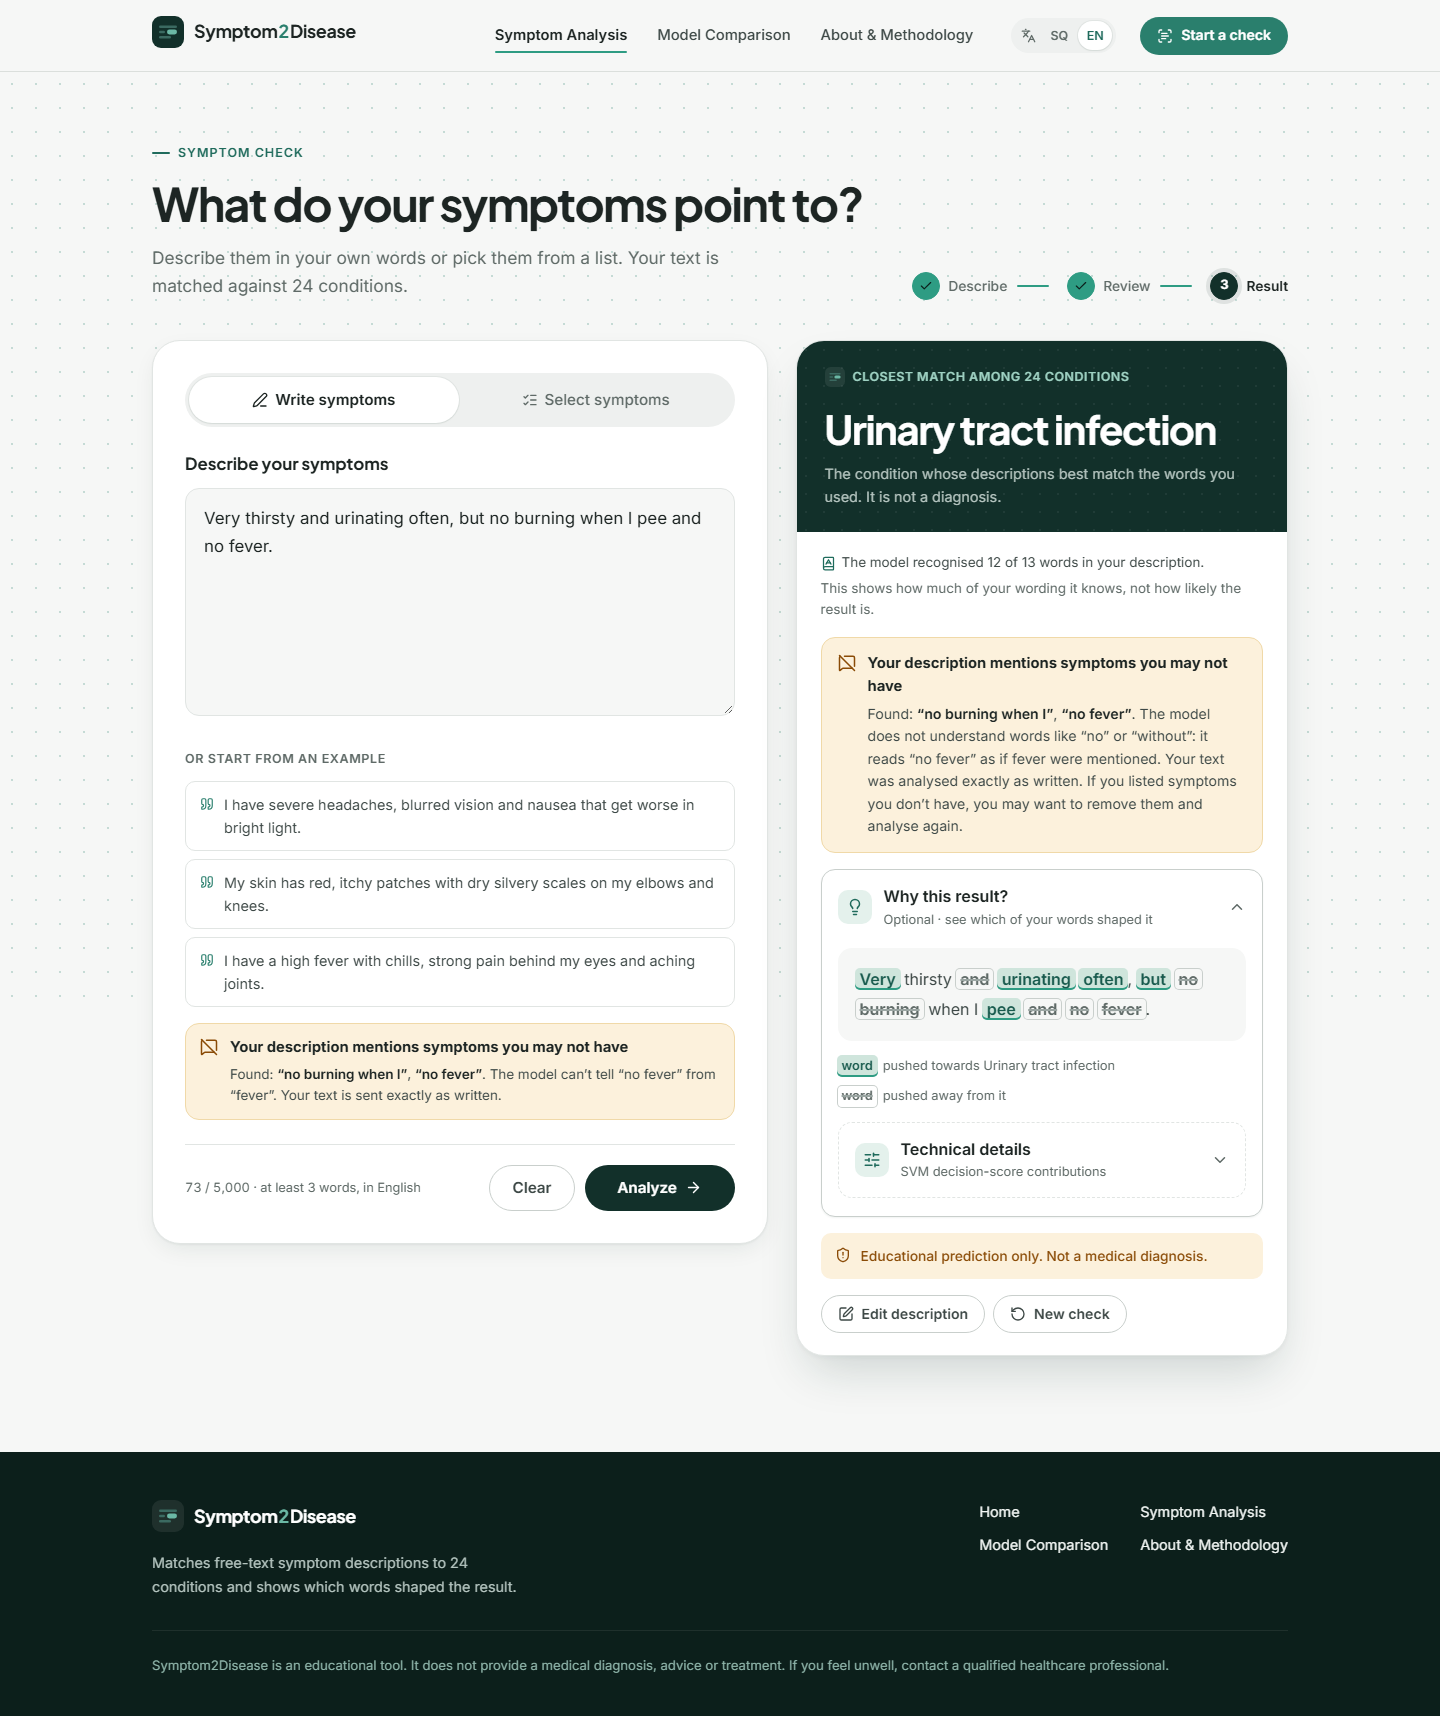 Symptom2Disease
Symptom Analysis
Model Comparison
About & Methodology
SQ
EN
Start a check
SYMPTOM CHECK
What do your symptoms point to?
Describe them in your own words or pick them from a list. Your text is
matched against 24 conditions.
Describe
Review
3
Result
Write symptoms
Select symptoms
Describe your symptoms
Very thirsty and urinating often, but no burning when I pee and
no fever.
OR START FROM AN EXAMPLE
I have severe headaches, blurred vision and nausea that get worse in
bright light.
My skin has red, itchy patches with dry silvery scales on my elbows and
knees.
I have a high fever with chills, strong pain behind my eyes and aching
joints.
Your description mentions symptoms you may not have
Found: “no burning when I”, “no fever”. The model can’t tell “no fever” from
“fever”. Your text is sent exactly as written.
73 / 5,000 · at least 3 words, in English
Clear
Analyze
CLOSEST MATCH AMONG 24 CONDITIONS
Urinary tract infection
The condition whose descriptions best match the words you
used. It is not a diagnosis.
The model recognised 12 of 13 words in your description.
This shows how much of your wording it knows, not how likely the
result is.
Your description mentions symptoms you may not
have
Found: “no burning when I”, “no fever”. The model
does not understand words like “no” or “without”: it
reads “no fever” as if fever were mentioned. Your text
was analysed exactly as written. If you listed symptoms
you don’t have, you may want to remove them and
analyse again.
Why this result?
Optional · see which of your words shaped it
Very thirsty and urinating often, but no
burning when I pee and no fever.
word pushed towards Urinary tract infection
word pushed away from it
Technical details
SVM decision-score contributions
Educational prediction only. Not a medical diagnosis.
Edit description
New check
Symptom2Disease
Matches free-text symptom descriptions to 24
conditions and shows which words shaped the result.
Home
Symptom Analysis
Model Comparison
About & Methodology
Symptom2Disease is an educational tool. It does not provide a medical diagnosis, advice or treatment. If you feel unwell, contact a qualified healthcare professional.